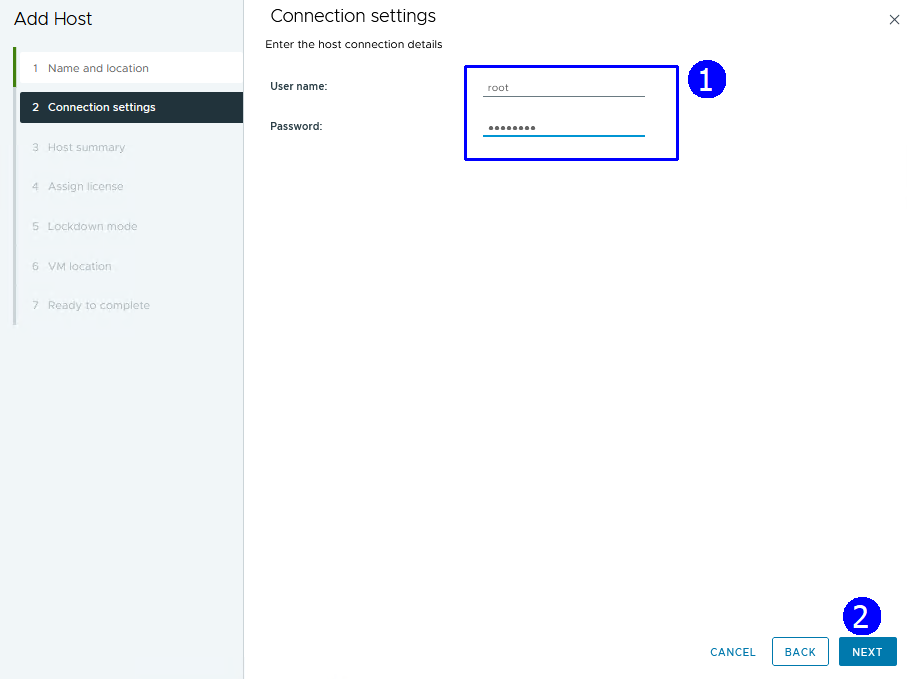 Add Host
1 Name and location
2 Connection settings
3 Host summary
4 Assign license
5 Lockdown mode
6 VM location
7 Ready to complete
Connection settings
Enter the host connection details
User name:
root
1
Password:
••••••••
2
CANCEL
BACK
NEXT